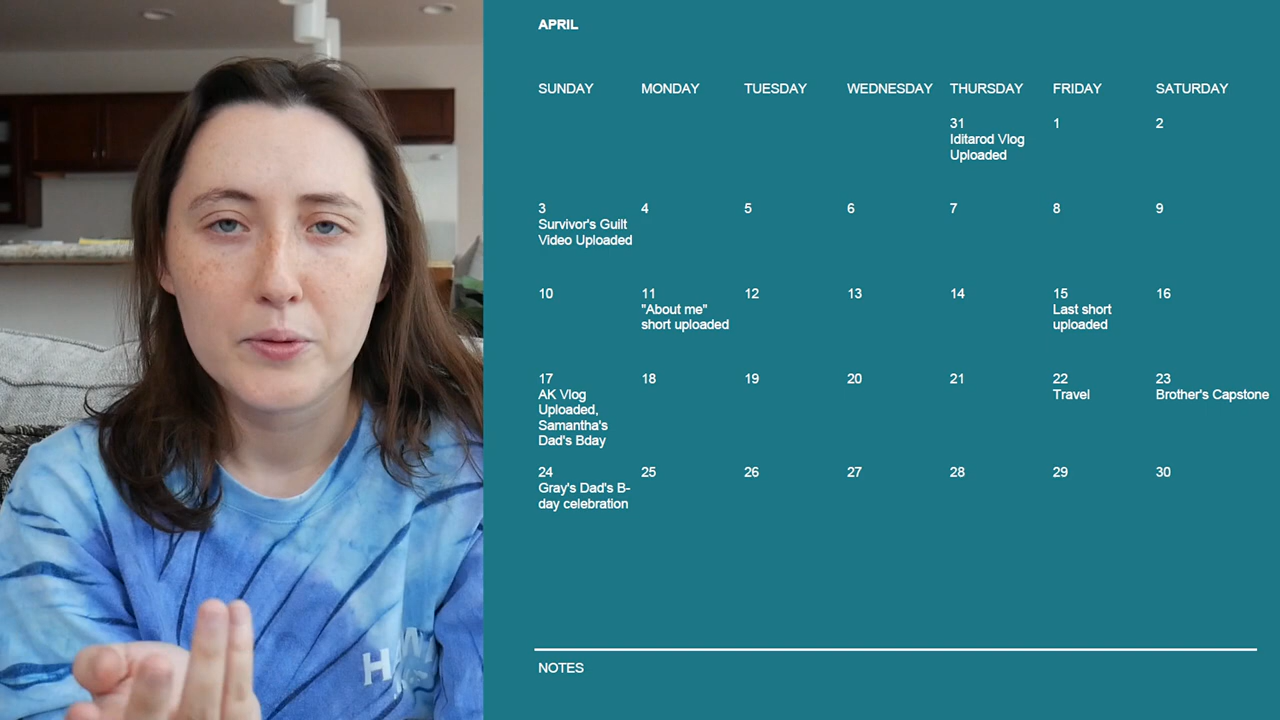 APRIL
SUNDAY MONDAY TUESDAY WEDNESDAY THURSDAY FRIDAY SATURDAY
31 1 2
Iditarod Vlog
Uploaded
3 4 5 6 7 8 9
Survivor's Guilt
Video Uploaded
10 11 12 13 14 15 16
"About me" Last short
short uploaded uploaded
17 18 19 20 21 22 23
AK Vlog Travel Brother's Capstone
Uploaded,
Samantha's
Dad's Bday
24 25 26 27 28 29 30
Gray's Dad's B-
day celebration
NOTES